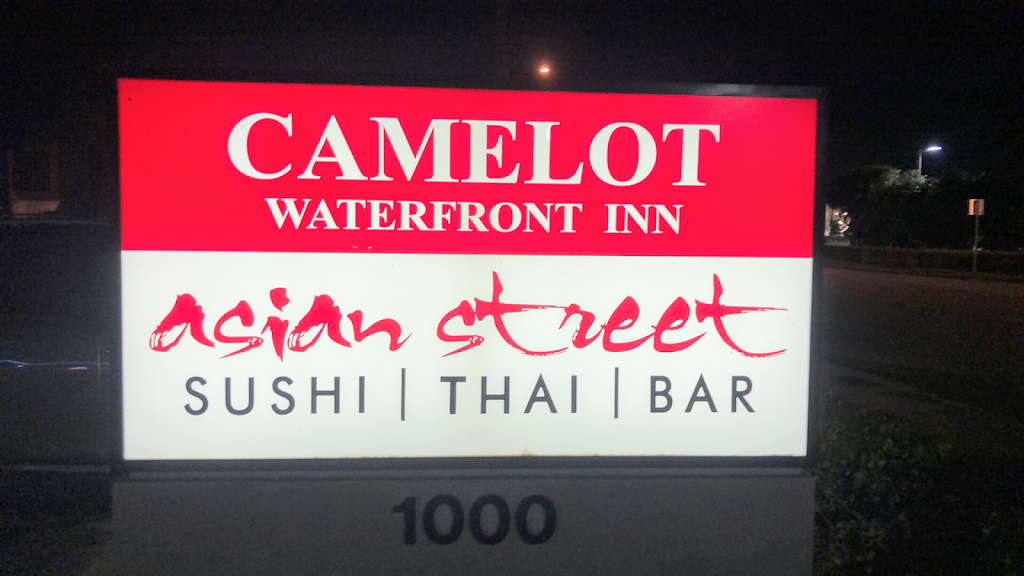 CAMELOT
WATERFRONT INN
asian street
SUSHI | THAI | BAR
1000